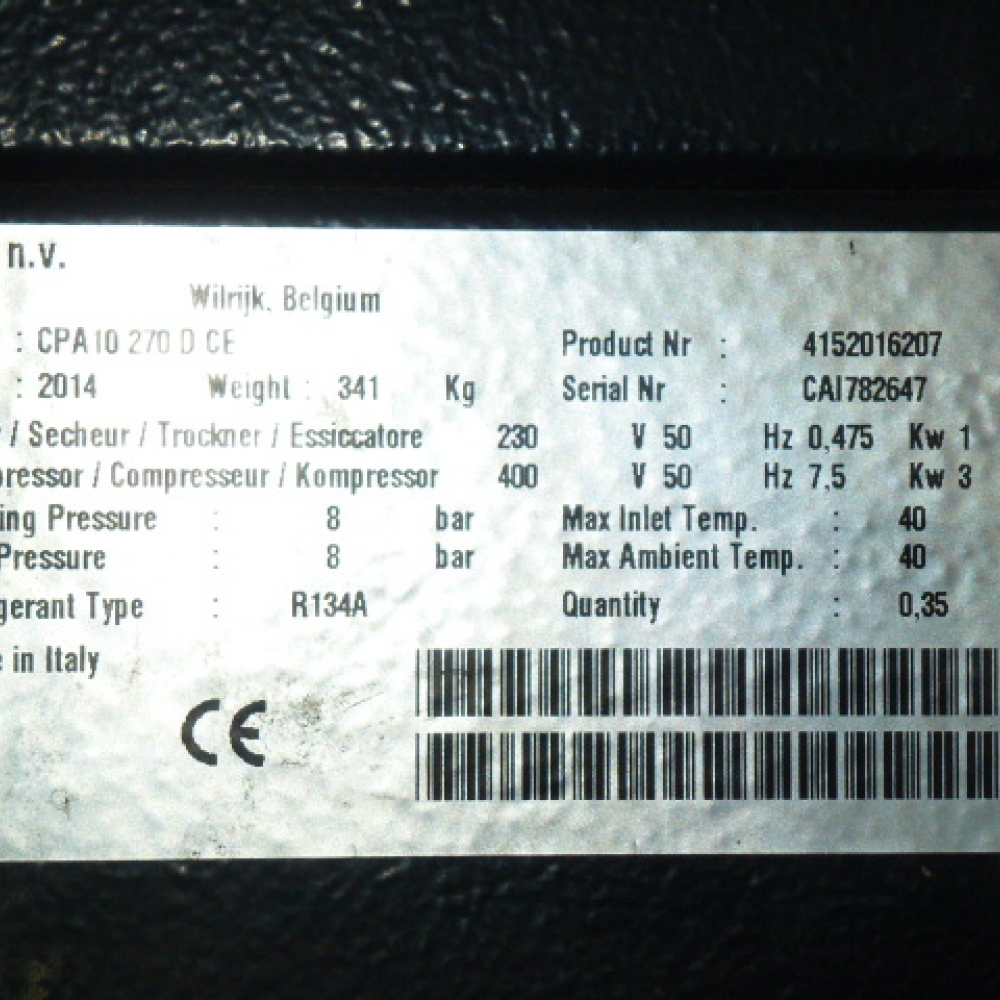 n.v.
Wilrijk. Belgium
: CPA10 270 D CE Product Nr : 4152016207
: 2014 Weight : 341 Kg Serial Nr : CAI782647
/ Secheur / Trockner / Essiccatore 230 V 50 Hz 0,475 Kw 1
pressor / Compresseur / Kompressor 400 V 50 Hz 7,5 Kw 3
ing Pressure : 8 bar Max Inlet Temp. : 40
Pressure : 8 bar Max Ambient Temp. : 40
gerant Type : R134A Quantity : 0,35
e in Italy
CE